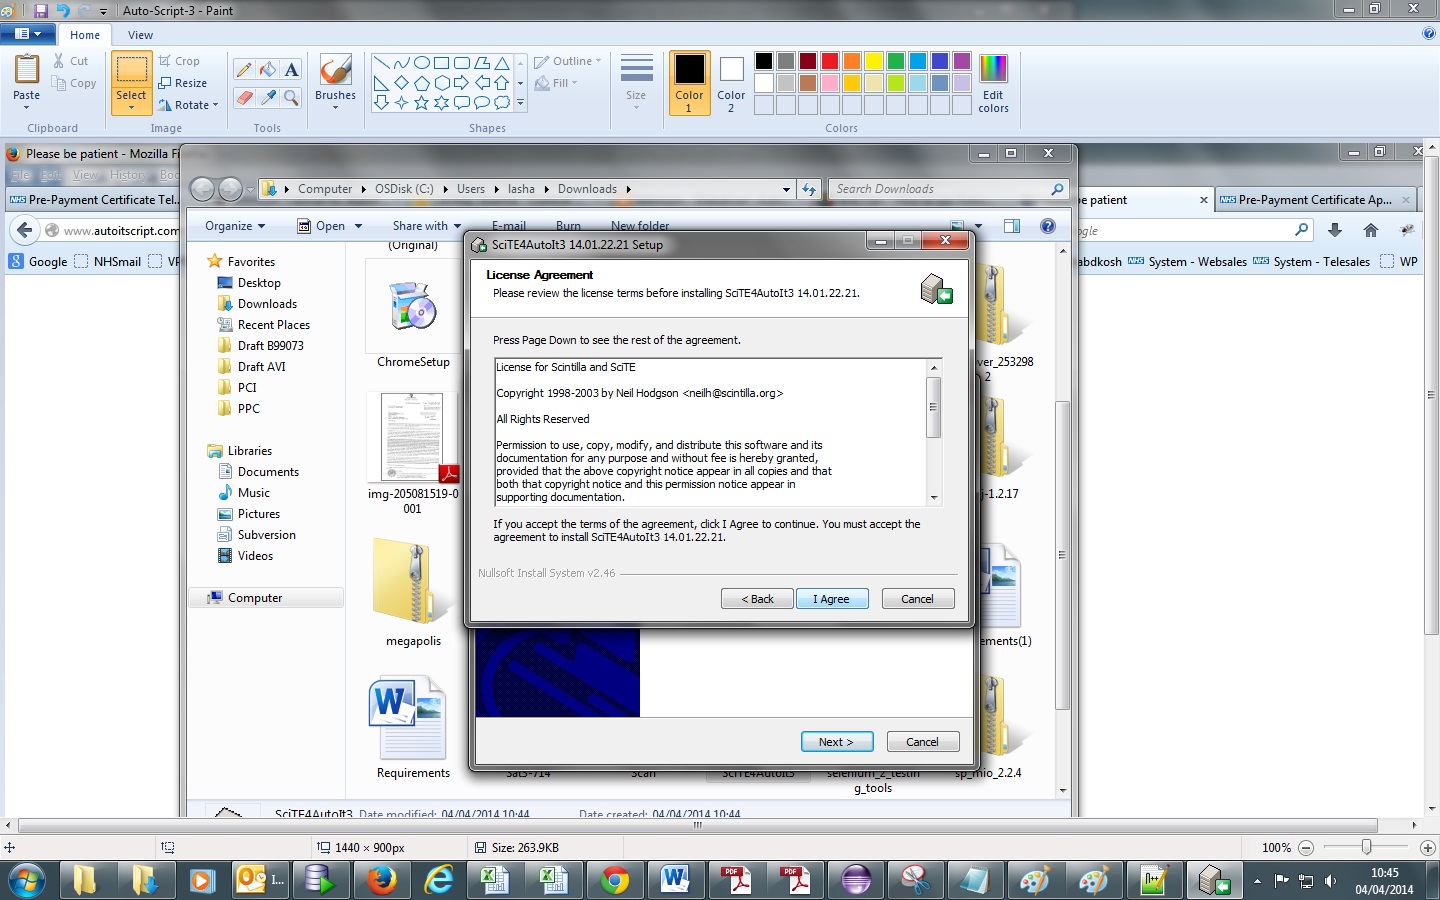 Auto-Script-3 - Paint
Home
View
Paste
Cut
Copy
Clipboard
Select
Crop
Resize
Rotate
Image
A
Tools
Brushes
Outline
Fill
Shapes
Size
Color
1
Color
2
Edit
colors
Colors
Please be patient - Mozilla Fi
File Edit View History Boo
Pre-Payment Certificate Tel...
be patient
Pre-Payment Certificate Ap...
www.autoitscript.com
Google
NHSmail
abdkosh
System - Websales
System - Telesales
WP
Computer
OSDisk (C:)
Users
lasha
Downloads
Search Downloads
Organize
Open
Share with
E-mail
Burn
New folder
Favorites
Desktop
Downloads
Recent Places
Draft B99073
Draft AVI
PCI
PPC
Libraries
Documents
Music
Pictures
Subversion
Videos
Computer
(Original)
ChromeSetup
img-205081519-0
001
megapolis
Requirements
ver_253298
2
j-1.2.17
ements(1)
Scan
SciTE4AutoIt3
selenium_2_testin
g_tools
sp_mio_2.2.4
SciTE4AutoIt3 14.01.22.21 Setup
License Agreement
Please review the license terms before installing SciTE4AutoIt3 14.01.22.21.
Press Page Down to see the rest of the agreement.
License for Scintilla and SciTE
Copyright 1998-2003 by Neil Hodgson <neilh@scintilla.org>
All Rights Reserved
Permission to use, copy, modify, and distribute this software and its
documentation for any purpose and without fee is hereby granted,
provided that the above copyright notice appear in all copies and that
both that copyright notice and this permission notice appear in
supporting documentation.
If you accept the terms of the agreement, click I Agree to continue. You must accept the
agreement to install SciTE4AutoIt3 14.01.22.21.
Nullsoft Install System v2.46
< Back
I Agree
Cancel
Next >
Cancel
SciTE4AutoIt3 Date modified: 04/04/2014 10:44
Date created: 04/04/2014 10:44
1440 × 900px
Size: 263.9KB
100%
10:45
04/04/2014